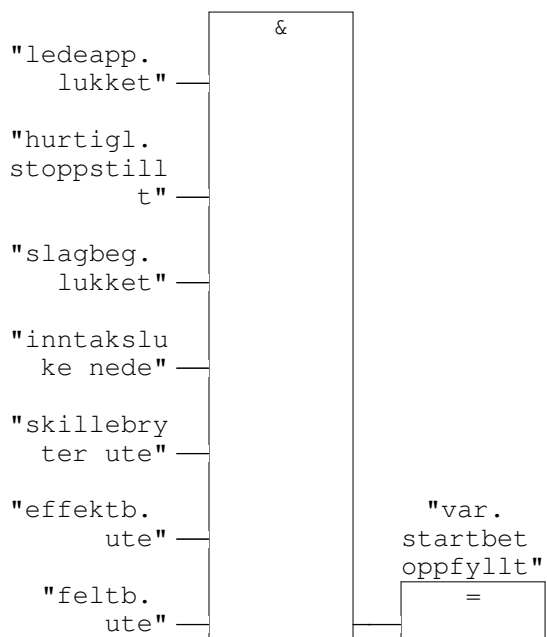 &
"ledeapp.
lukket"
"hurtigl.
stoppstill
t"
"slagbeg.
lukket"
"inntakslu
ke nede"
"skillebry
ter ute"
"effektb.
ute"
"feltb.
ute"
"var.
startbet
oppfyllt"
=